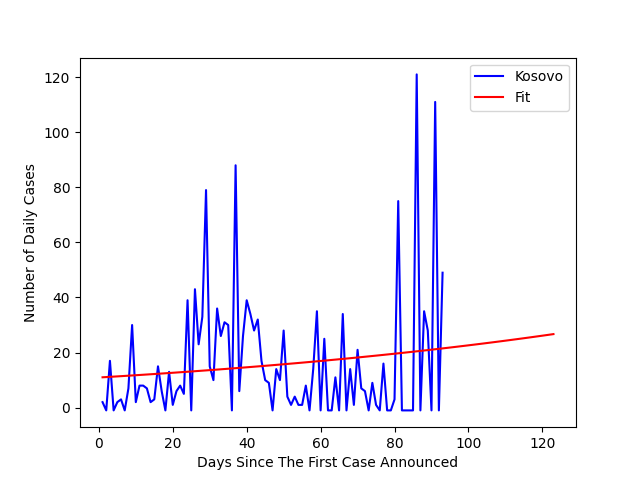 Kosovo
Fit
Number of Daily Cases
120
100
80
60
40
20
0
0 20 40 60 80 100 120
Days Since The First Case Announced